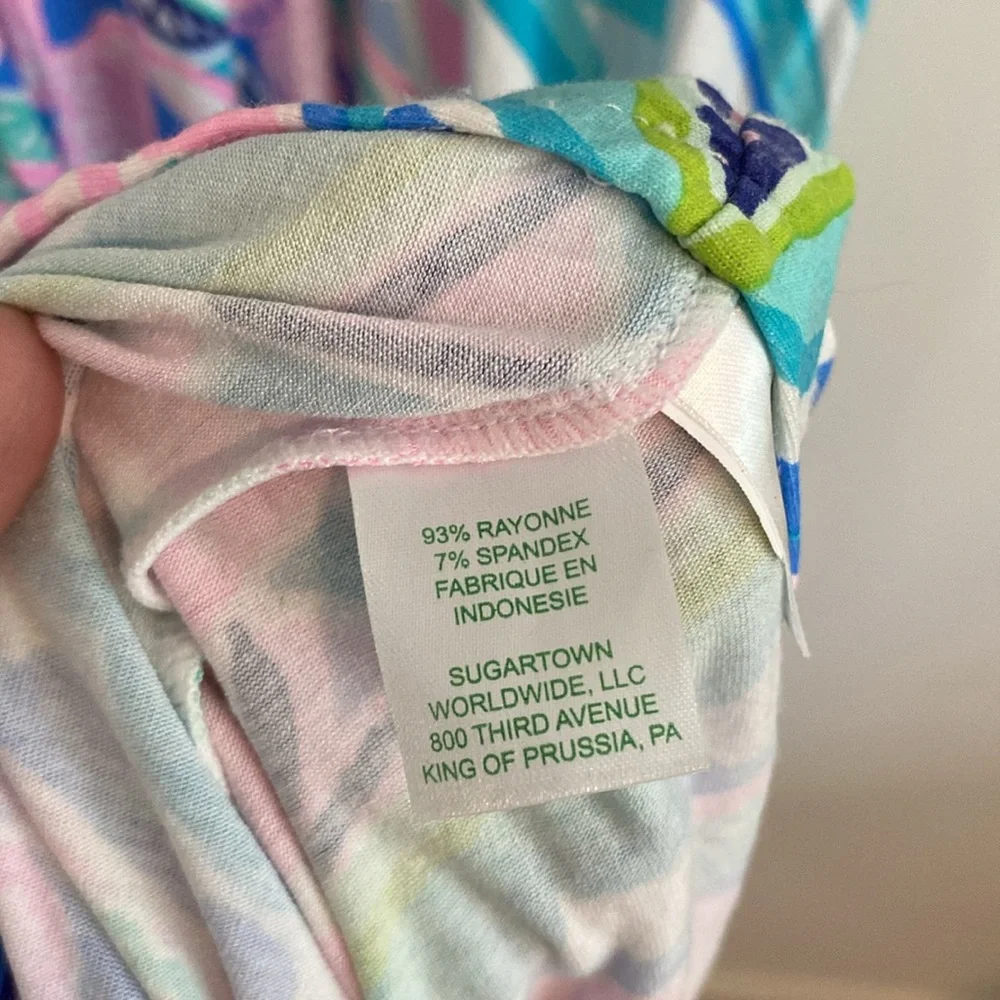 93% RAYONNE
7% SPANDEX
FABRIQUE EN
INDONESIE
SUGARTOWN
WORLDWIDE, LLC
800 THIRD AVENUE
KING OF PRUSSIA, PA